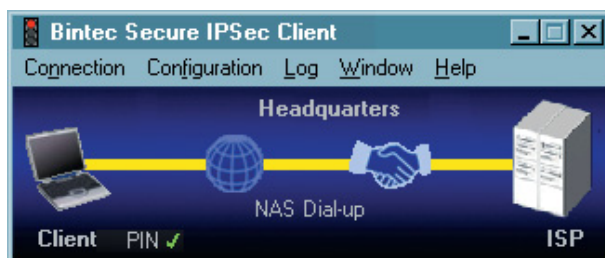 Bintec Secure IPSec Client
Connection Configuration Log Window Help
Headquarters
NAS Dial-up
Client PIN ✓ ISP